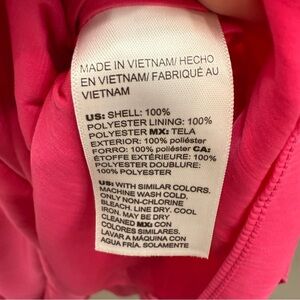 MADE IN VIETNAM/ HECHO
EN VIETNAM/ FABRIQUÉ AU
VIETNAM
US: SHELL: 100%
POLYESTER LINING: 100%
POLYESTER MX: TELA
EXTERIOR: 100% poliéster
FORRO: 100% poliéster CA:
ÉTOFFE EXTÉRIEURE: 100%
POLYESTER DOUBLURE:
100% POLYESTER
US: WITH SIMILAR COLORS.
MACHINE WASH COLD.
ONLY NON-CHLORINE
BLEACH. LINE DRY. COOL
IRON. MAY BE DRY
CLEANED MX: CON
COLORES SIMILARES.
LAVAR A MÁQUINA CON
AGUA FRÍA. SOLAMENTE